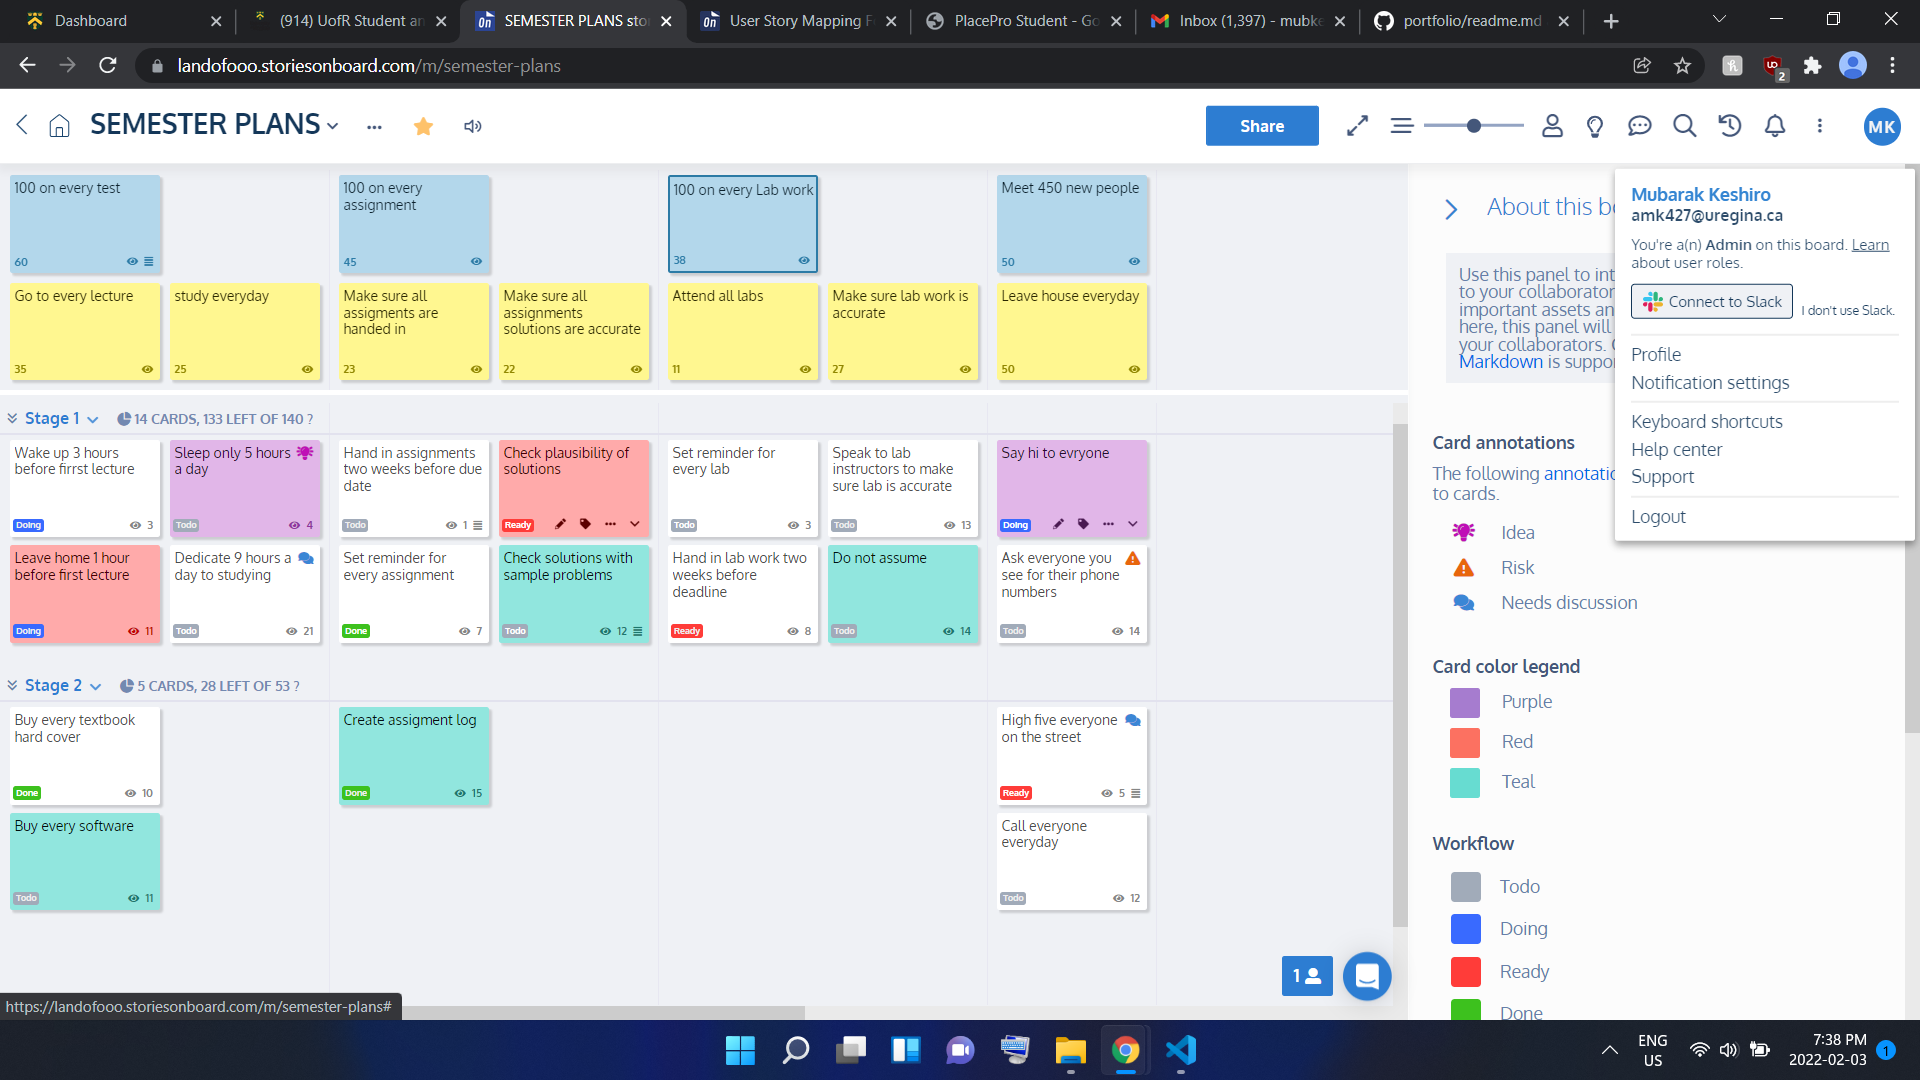 Dashboard
(914) UofR Student an
SEMESTER PLANS stor
User Story Mapping F
PlacePro Student - Go
Inbox (1,397) - mubke
portfolio/readme.md
landofooo.storiesonboard.com/m/semester-plans
2
SEMESTER PLANS
Share
MK
100 on every test
60
100 on every
assignment
45
100 on every Lab work
38
Meet 450 new people
50
Go to every lecture
35
study everyday
25
Make sure all
assigments are
handed in
23
Make sure all
assignments
solutions are accurate
22
Attend all labs
11
Make sure lab work is
accurate
27
Leave house everyday
50
Stage 1
14 CARDS, 133 LEFT OF 140 ?
Wake up 3 hours
before firrst lecture
Doing
3
Sleep only 5 hours
a day
Todo
4
Hand in assignments
two weeks before due
date
Todo
1
Check plausibility of
solutions
Ready
Set reminder for
every lab
Todo
3
Speak to lab
instructors to make
sure lab is accurate
Todo
13
Say hi to evryone
Doing
Leave home 1 hour
before first lecture
Doing
11
Dedicate 9 hours a
day to studying
Todo
21
Set reminder for
every assignment
Done
7
Check solutions with
sample problems
Todo
12
Hand in lab work two
weeks before
deadline
Ready
8
Do not assume
Todo
14
Ask everyone you
see for their phone
numbers
Todo
14
Stage 2
5 CARDS, 28 LEFT OF 53 ?
Buy every textbook
hard cover
Done
10
Create assigment log
Done
15
High five everyone
on the street
Ready
5
Buy every software
Todo
11
Call everyone
everyday
Todo
12
1
About this bo
Use this panel to int
to your collaborator
important assets an
here, this panel will
your collaborators. 
Markdown is suppo
Card annotations
The following annotatio
to cards.
Idea
Risk
Needs discussion
Card color legend
Purple
Red
Teal
Workflow
Todo
Doing
Ready
Done
Mubarak Keshiro
amk427@uregina.ca
You're a(n) Admin on this board. Learn
about user roles.
Connect to Slack
I don't use Slack.
Profile
Notification settings
Keyboard shortcuts
Help center
Support
Logout
https://landofooo.storiesonboard.com/m/semester-plans#
ENG
US
7:38 PM
2022-02-03
1